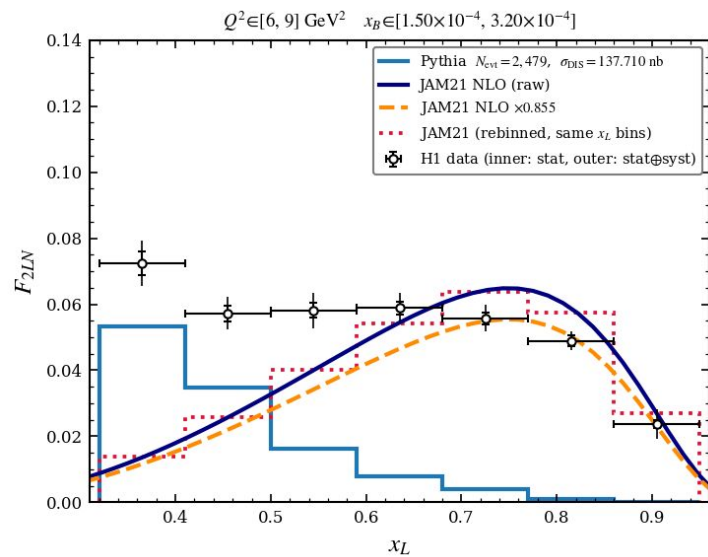 Q² ∈[6, 9] GeV²   x_B∈[1.50×10⁻⁴, 3.20×10⁻⁴]
Pythia N_evt = 2,479, σ_DIS = 137.710 nb
JAM21 NLO (raw)
JAM21 NLO ×0.855
JAM21 (rebinned, same x_L bins)
H1 data (inner: stat, outer: stat⊕syst)
0.14
0.12
0.10
0.08
0.06
0.04
0.02
0.00
F_2LN
0.4 0.5 0.6 0.7 0.8 0.9
x_L